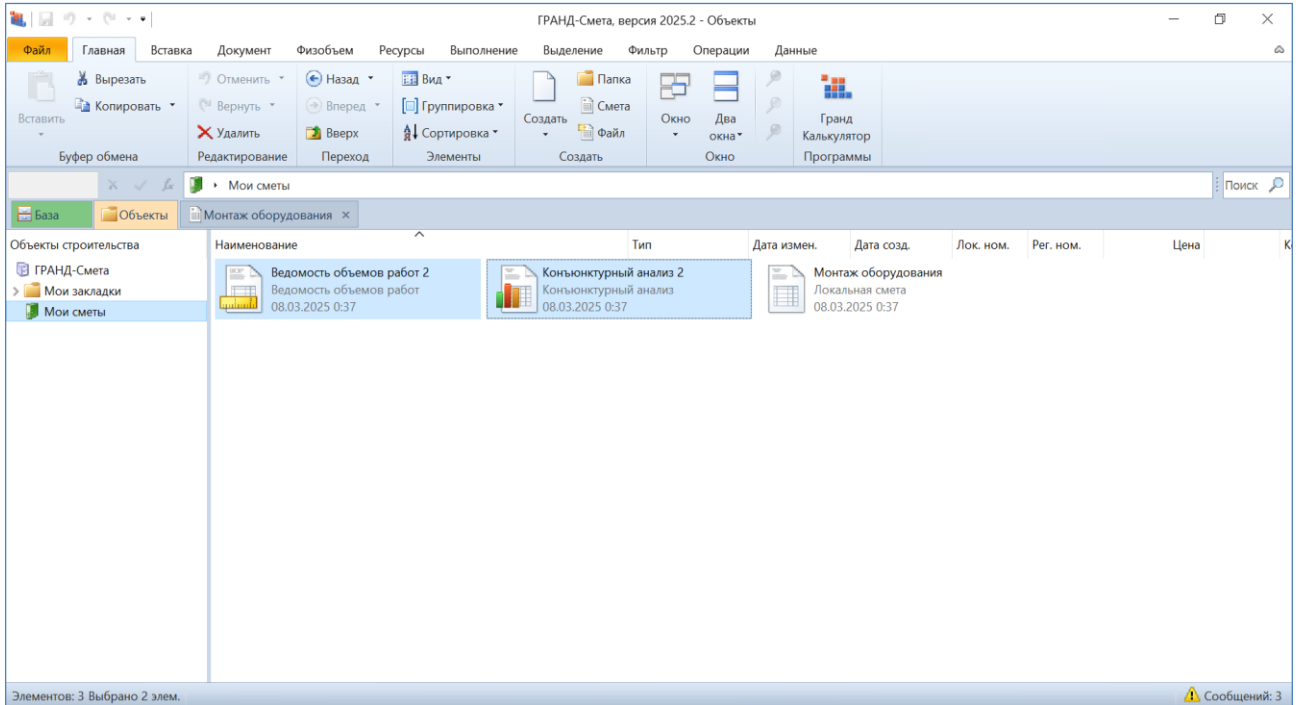 ГРАНД-Смета, версия 2025.2 - Объекты
Файл Главная Вставка Документ Физобъем Ресурсы Выполнение Выделение Фильтр Операции Данные
Вставить
Вырезать
Копировать
Буфер обмена
Отменить
Вернуть
Удалить
Редактирование
Назад
Вперед
Вверх
Переход
Вид
Группировка
Сортировка
Элементы
Создать
Папка
Смета
Файл
Создать
Окно
Два
окна
Окно
Гранд
Калькулятор
Программы
fx
Мои сметы
Поиск
База Объекты Монтаж оборудования
Объекты строительства
ГРАНД-Смета
Мои закладки
Мои сметы
Наименование Тип Дата измен. Дата созд. Лок. ном. Рег. ном. Цена К
Ведомость объемов работ 2
Ведомость объемов работ
08.03.2025 0:37
Конъюнктурный анализ 2
Конъюнктурный анализ
08.03.2025 0:37
Монтаж оборудования
Локальная смета
08.03.2025 0:37
Элементов: 3 Выбрано 2 элем.
Сообщений: 3